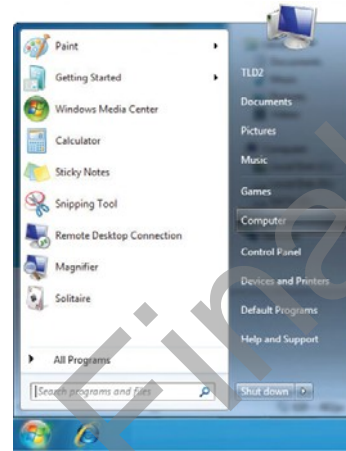 Paint
Getting Started
Windows Media Center
Calculator
Sticky Notes
Snipping Tool
Remote Desktop Connection
Magnifier
Solitaire
All Programs
Search programs and files
TLD2
Documents
Pictures
Music
Games
Computer
Control Panel
Devices and Printers
Default Programs
Help and Support
Shut down